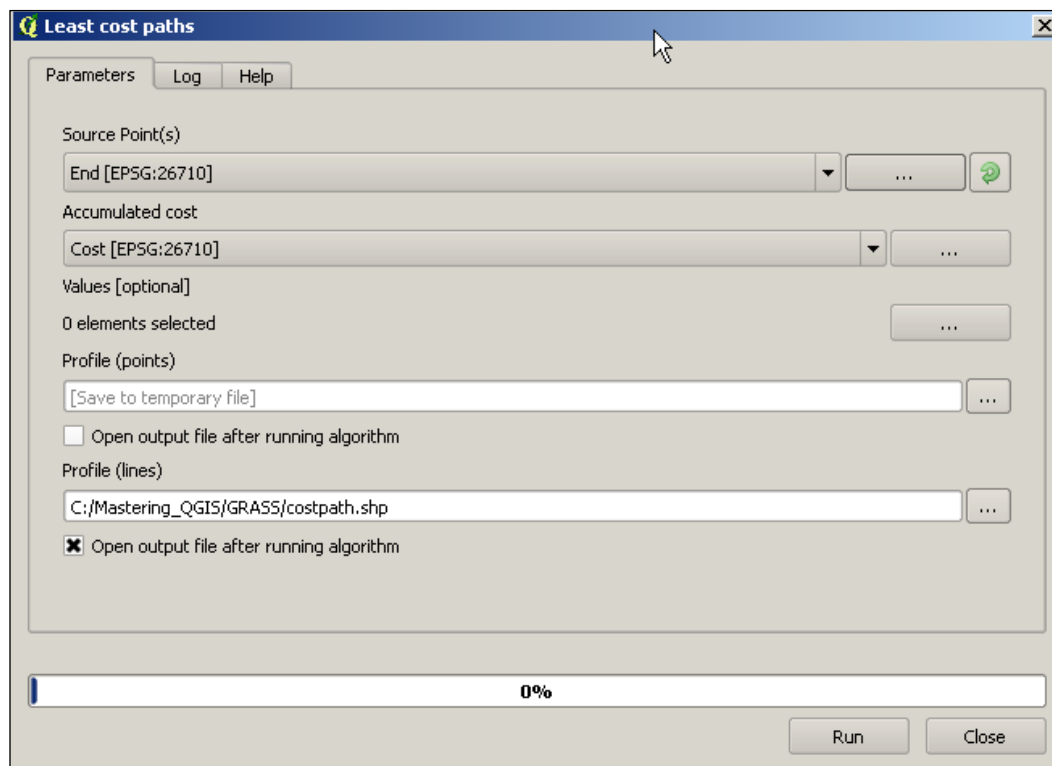 Least cost paths
Parameters Log Help
Source Point(s)
End [EPSG:26710] ...
Accumulated cost
Cost [EPSG:26710] ...
Values [optional]
0 elements selected ...
Profile (points)
[Save to temporary file] ...
Open output file after running algorithm
Profile (lines)
C:/Mastering_QGIS/GRASS/costpath.shp ...
Open output file after running algorithm
0%
Run Close